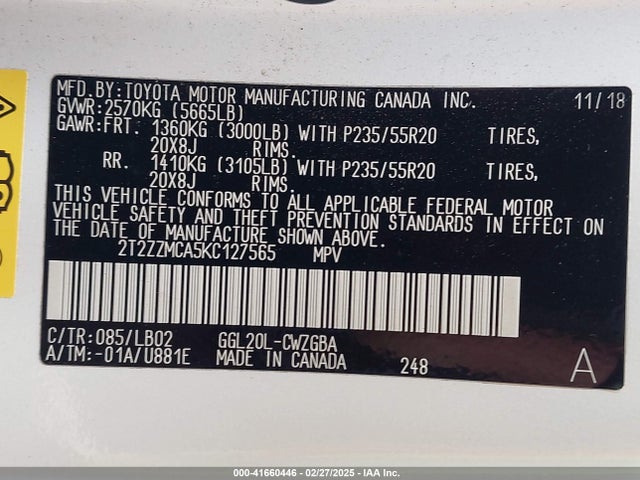 MFD.BY:TOYOTA MOTOR MANUFACTURING CANADA INC. 11/18
GVWR:2570KG (5665LB)
GAWR:FRT. 1360KG (3000LB) WITH P235/55R20 TIRES,
20X8J RIMS.
RR. 1410KG (3105LB) WITH P235/55R20 TIRES,
20X8J RIMS.
THIS VEHICLE CONFORMS TO ALL APPLICABLE FEDERAL MOTOR
VEHICLE SAFETY AND THEFT PREVENTION STANDARDS IN EFFECT ON
THE DATE OF MANUFACTURE SHOWN ABOVE.
2T2ZZMCA5KC127565 MPV
C/TR:085/LB02 GGL20L-CWZGBA
A/TM:-01A/U881E MADE IN CANADA 248 A
000-41660446 - 02/27/2025 - IAA Inc.